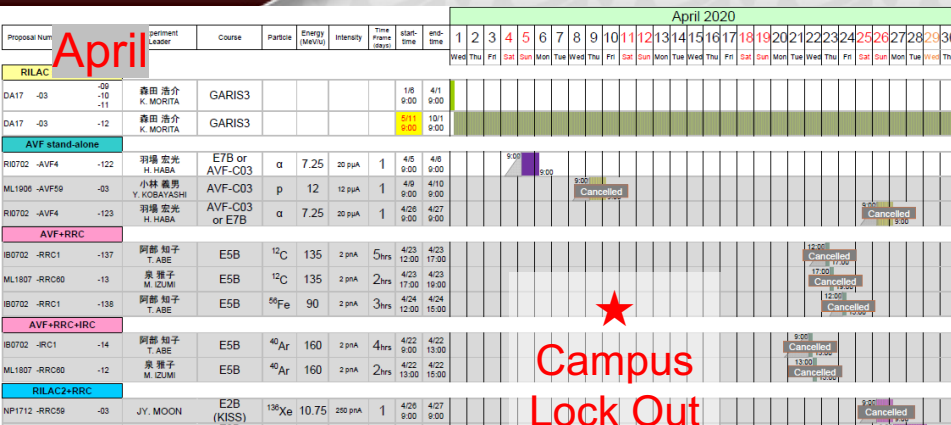 April 2020
Proposal Num Experiment Leader Course Particle Energy (MeV/u) Intensity Time Frame (days) start-time end-time 1 2 3 4 5 6 7 8 9 10 11 12 13 14 15 16 17 18 19 20 21 22 23 24 25 26 27 28 29 30
April
Wed Thu Fri Sat Sun Mon Tue Wed Thu Fri Sat Sun Mon Tue Wed Thu Fri Sat Sun Mon Tue Wed Thu Fri Sat Sun Mon Tue Wed
RILAC
DA17 -03 -09 -10 -11 森田 浩介 K. MORITA GARIS3 1/6 9:00 4/1 9:00
DA17 -03 -12 森田 浩介 K. MORITA GARIS3 5/11 9:00 10/1 9:00
AVF stand-alone
RI0702 -AVF4 -122 羽場 宏光 H. HABA E7B or AVF-C03 α 7.25 20 pμA 1 4/5 9:00 4/6 9:00 9:00 9:00
ML1906 -AVF59 -03 小林 義男 Y. KOBAYASHI AVF-C03 p 12 12 pμA 1 4/9 9:00 4/10 9:00 9:00 Cancelled
RI0702 -AVF4 -123 羽場 宏光 H. HABA AVF-C03 or E7B α 7.25 20 pμA 1 4/26 9:00 4/27 9:00 9:00 Cancelled 9:00
AVF+RRC
IB0702 -RRC1 -137 阿部 知子 T. ABE E5B 12C 135 2 pnA 5hrs 4/23 12:00 4/23 17:00 12:00 Cancelled 17:00
ML1807 -RRC60 -13 泉 雅子 M. IZUMI E5B 12C 135 2 pnA 2hrs 4/23 17:00 4/23 19:00 17:00 Cancelled 19:00
IB0702 -RRC1 -138 阿部 知子 T. ABE E5B 56Fe 90 2 pnA 3hrs 4/24 12:00 4/24 15:00 12:00 Cancelled 15:00
AVF+RRC+IRC
IB0702 -IRC1 -14 阿部 知子 T. ABE E5B 40Ar 160 2 pnA 4hrs 4/22 9:00 4/22 13:00 9:00 Cancelled 13:00
ML1807 -RRC60 -12 泉 雅子 M. IZUMI E5B 40Ar 160 2 pnA 2hrs 4/22 13:00 4/22 15:00 13:00 Cancelled 15:00
Campus
Lock Out
RILAC2+RRC
NP1712 -RRC59 -03 JY. MOON E2B (KISS) 136Xe 10.75 250 pnA 1 4/26 9:00 4/27 9:00 9:00 Cancelled 9:00